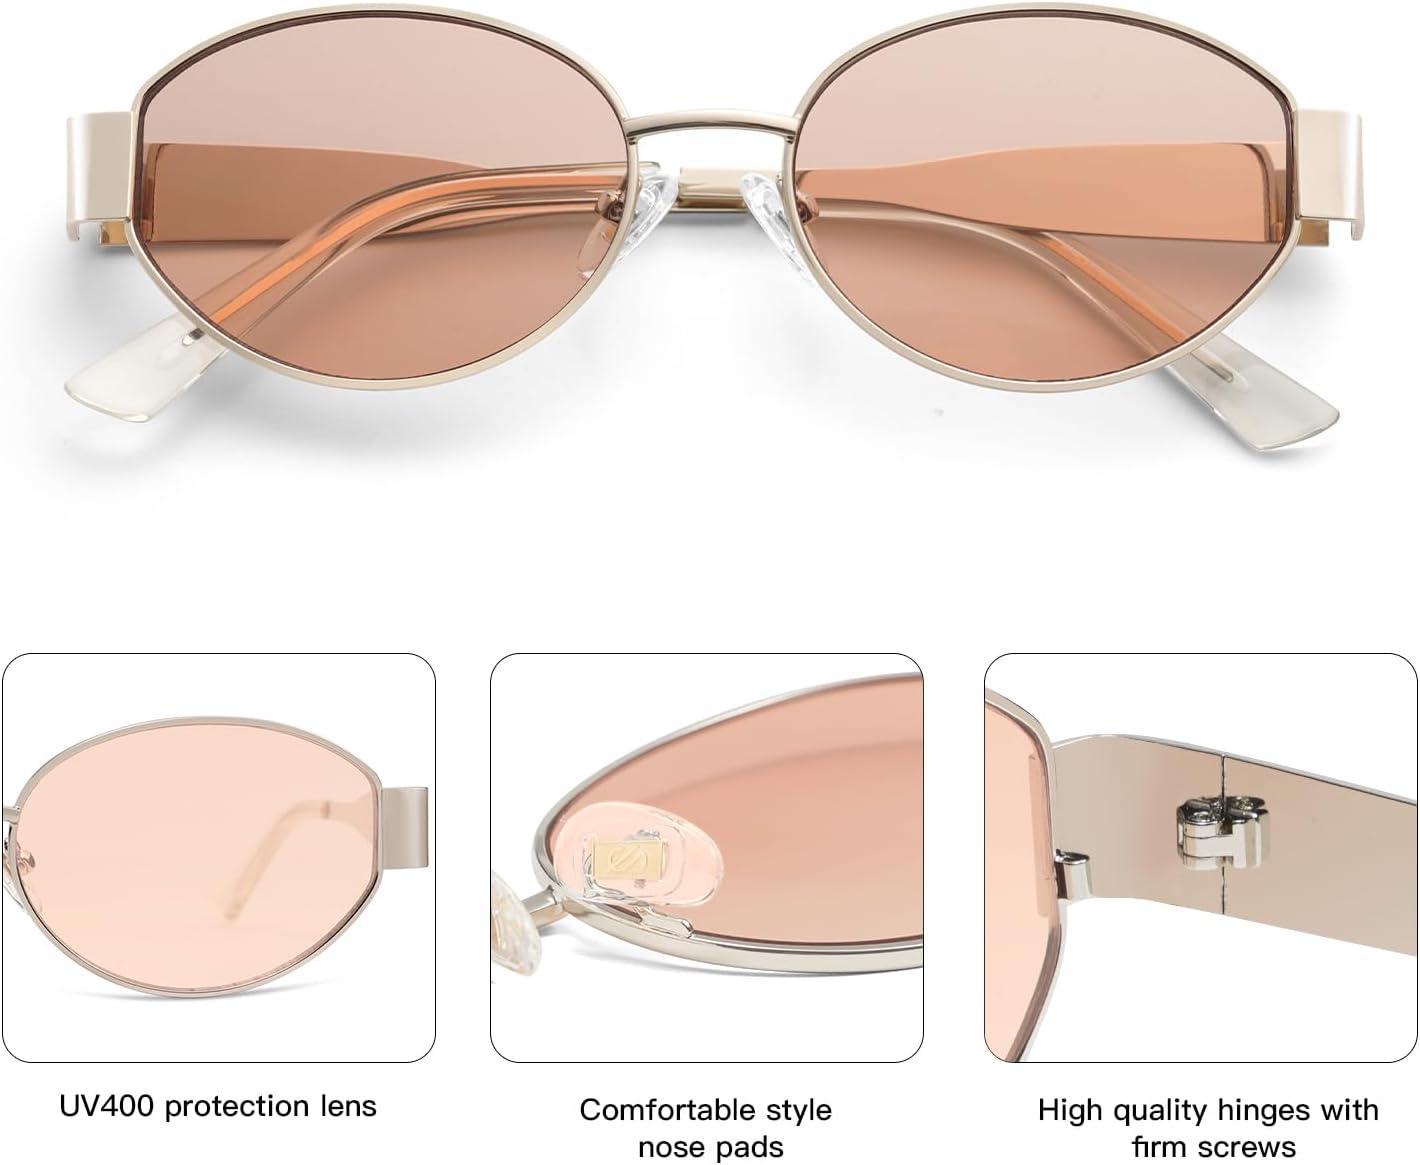 UV400 protection lens
Comfortable style
nose pads
High quality hinges with
firm screws